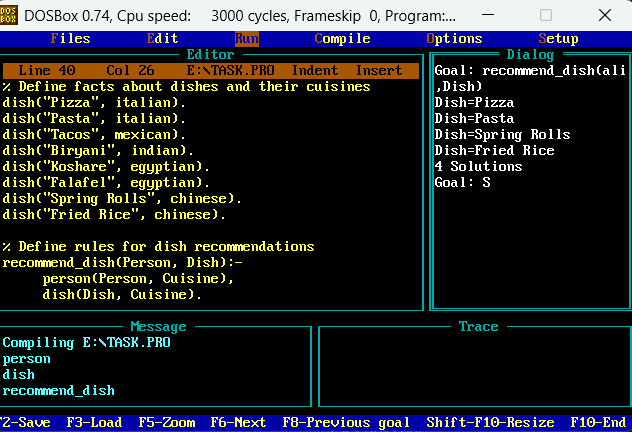 DOS BOX DOSBox 0.74, Cpu speed: 3000 cycles, Frameskip 0, Program:...
Files Edit Run Compile Options Setup
Editor
Line 40 Col 26 E:\TASK.PRO Indent Insert
% Define facts about dishes and their cuisines
dish("Pizza", italian).
dish("Pasta", italian).
dish("Tacos", mexican).
dish("Biryani", indian).
dish("Koshare", egyptian).
dish("Falafel", egyptian).
dish("Spring Rolls", chinese).
dish("Fried Rice", chinese).
% Define rules for dish recommendations
recommend_dish(Person, Dish):-
person(Person, Cuisine),
dish(Dish, Cuisine).
Dialog
Goal: recommend_dish(ali
,Dish)
Dish=Pizza
Dish=Pasta
Dish=Spring Rolls
Dish=Fried Rice
4 Solutions
Goal: S
Message
Compiling E:\TASK.PRO
person
dish
recommend_dish
Trace
F2-Save F3-Load F5-Zoom F6-Next F8-Previous goal Shift-F10-Resize F10-End